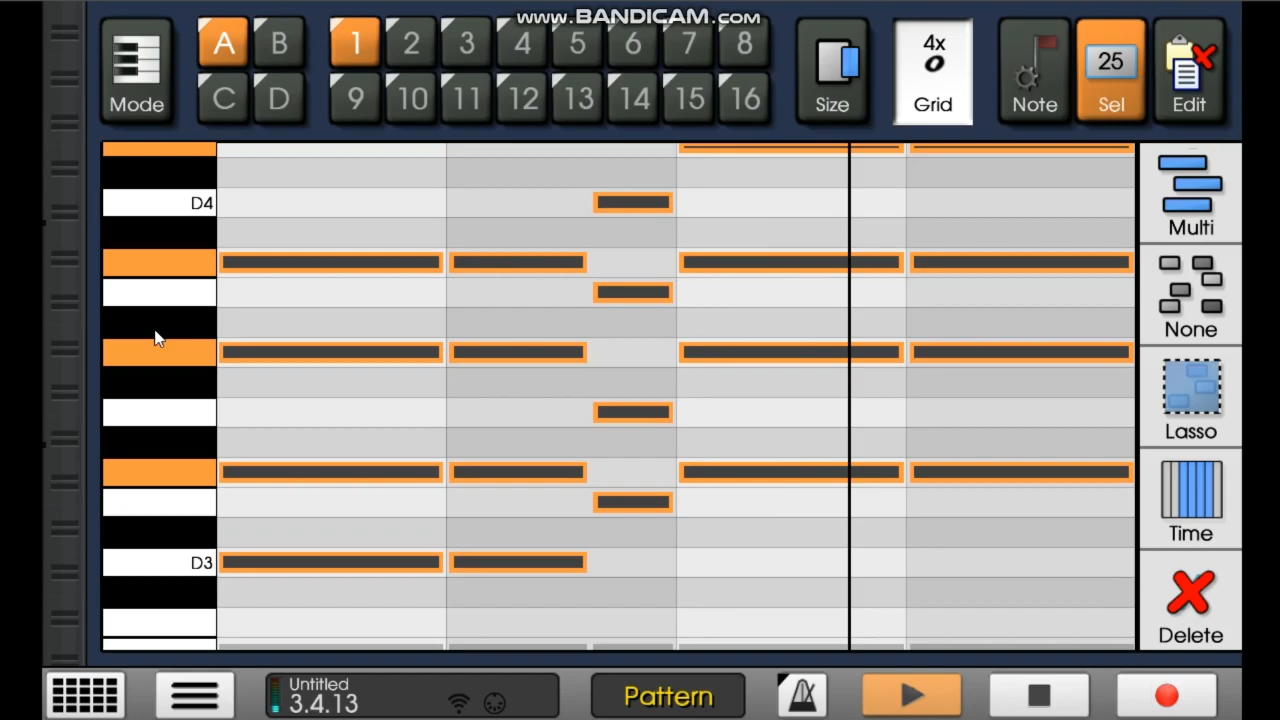 www.BANDICAM.com
A B 1 2 3 4 5 6 7 8 4x
C D 9 10 11 12 13 14 15 16
Mode Size Grid Note 25 Sel Edit
D4
D3
Multi
None
Lasso
Time
Delete
Untitled
3.4.13
Pattern